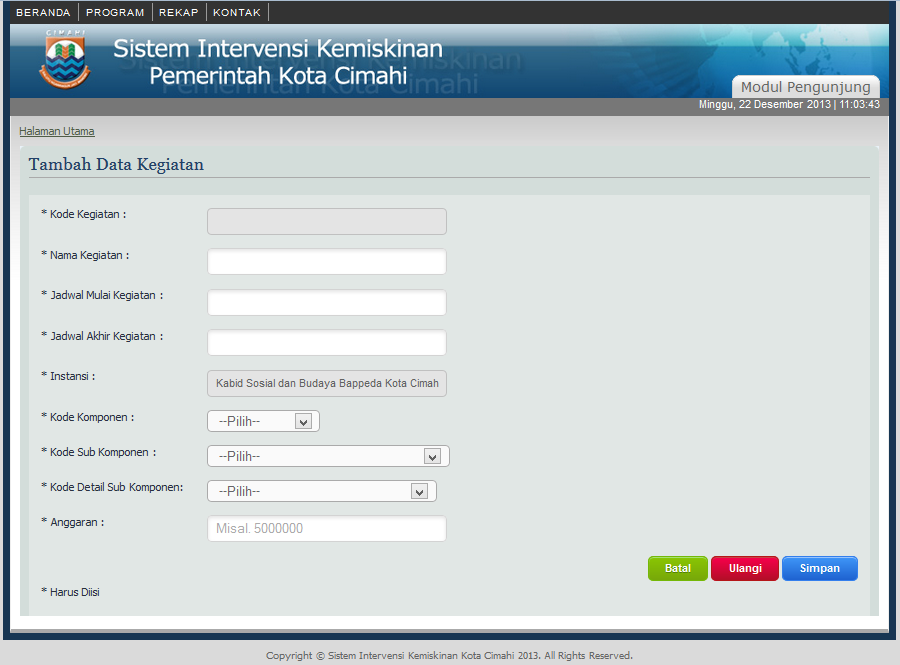 BERANDA PROGRAM REKAP KONTAK
CIMAHI
Sistem Intervensi Kemiskinan
Pemerintah Kota Cimahi
Modul Pengunjung
Minggu, 22 Desember 2013 | 11:03:43
Halaman Utama
Tambah Data Kegiatan
* Kode Kegiatan :
* Nama Kegiatan :
* Jadwal Mulai Kegiatan :
* Jadwal Akhir Kegiatan :
* Instansi : Kabid Sosial dan Budaya Bappeda Kota Cimah
* Kode Komponen : --Pilih--
* Kode Sub Komponen : --Pilih--
* Kode Detail Sub Komponen: --Pilih--
* Anggaran : Misal. 5000000
Batal Ulangi Simpan
* Harus Diisi
Copyright © Sistem Intervensi Kemiskinan Kota Cimahi 2013. All Rights Reserved.